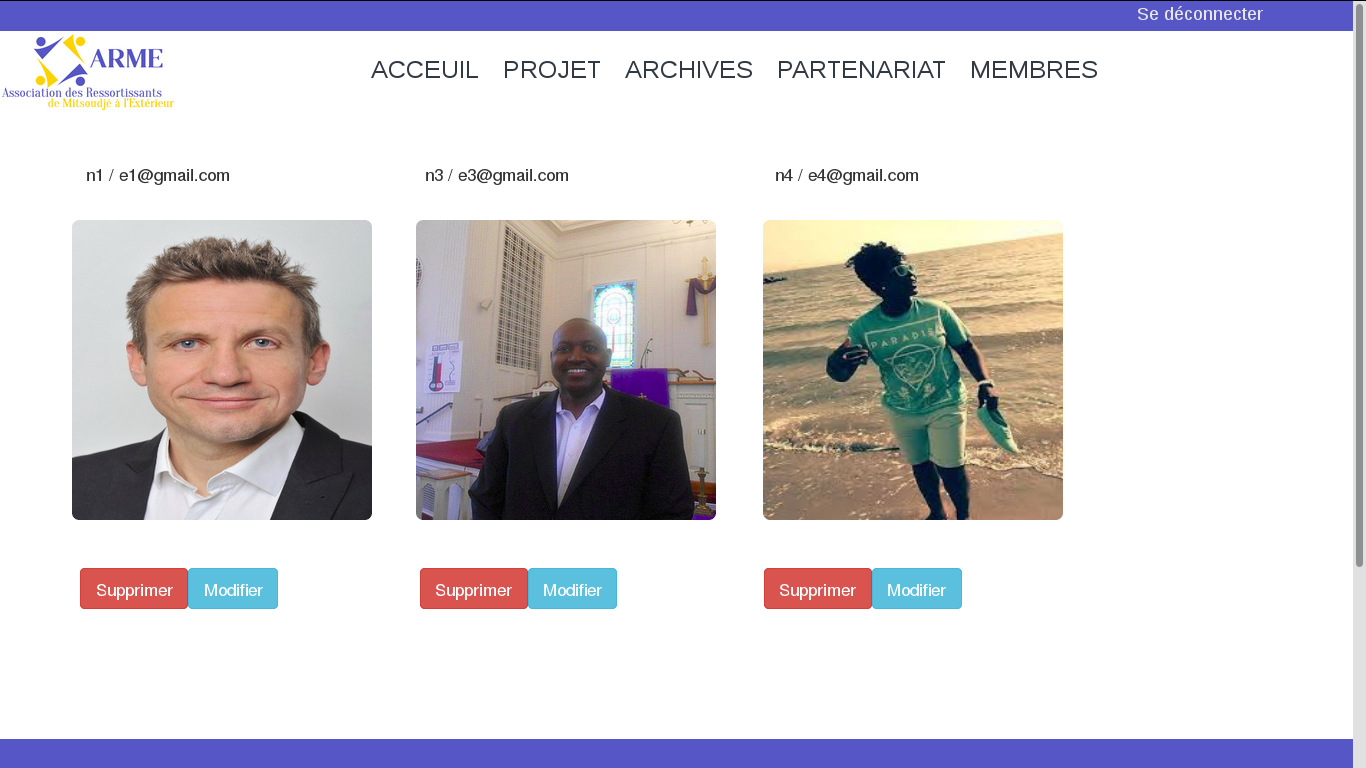 Se déconnecter
ARME
Association des Ressortissants
de Mitsoudjé à l'Extérieur
ACCEUIL PROJET ARCHIVES PARTENARIAT MEMBRES
n1 / e1@gmail.com n3 / e3@gmail.com n4 / e4@gmail.com
PARADISE
Supprimer Modifier Supprimer Modifier Supprimer Modifier